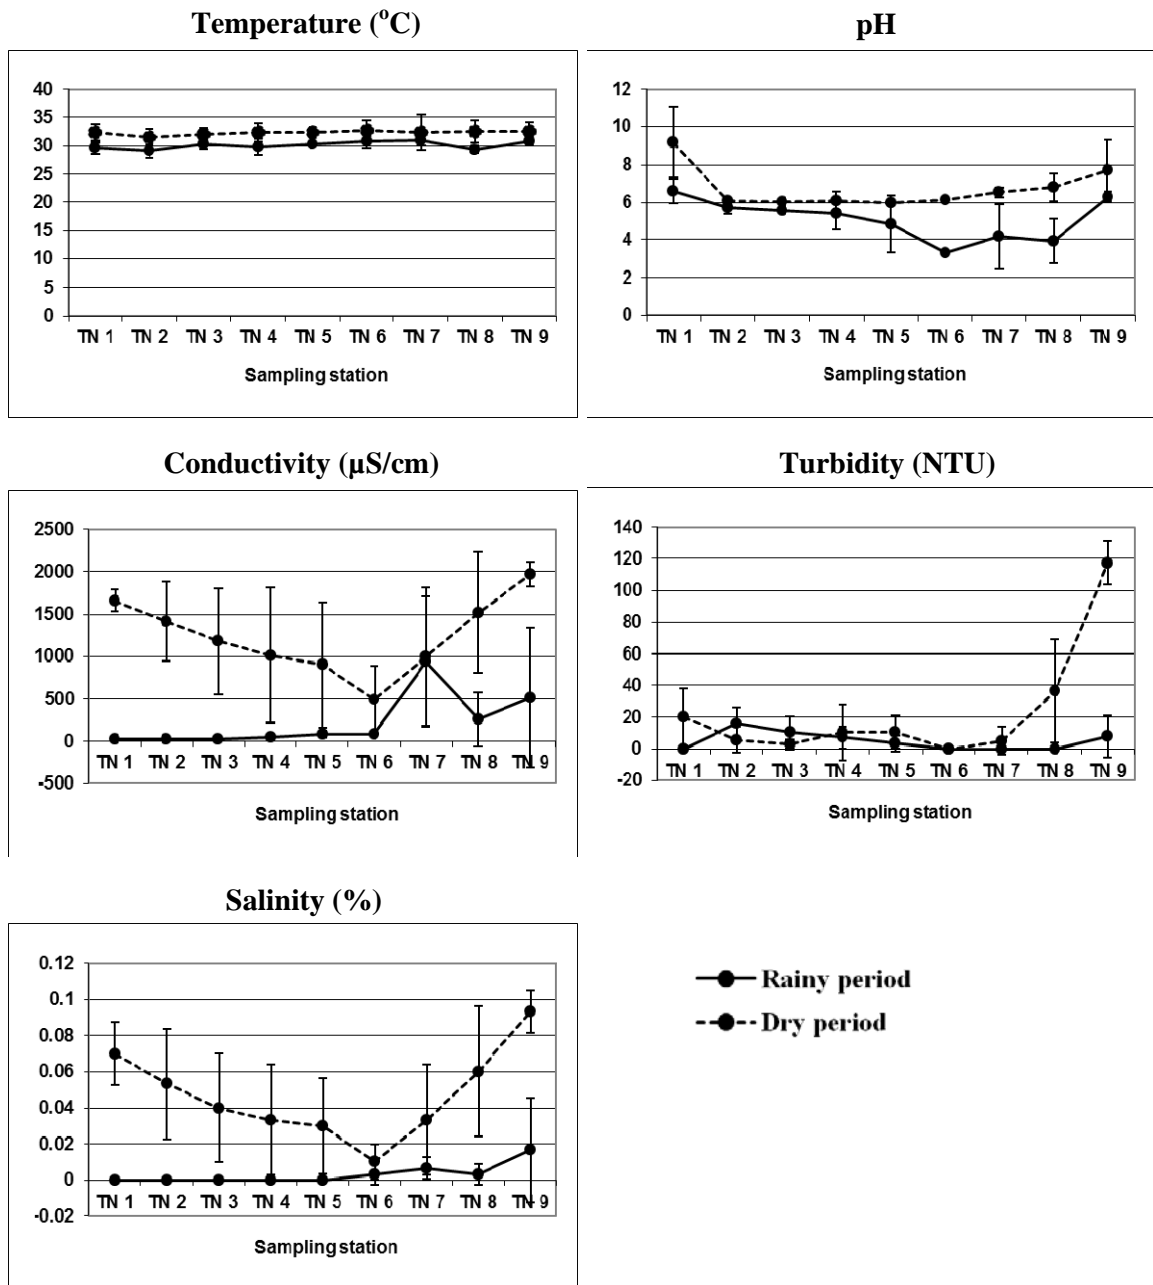 Temperature (°C)
40
35
30
25
20
15
10
5
0
TN 1 TN 2 TN 3 TN 4 TN 5 TN 6 TN 7 TN 8 TN 9
Sampling station
pH
12
10
8
6
4
2
0
TN 1 TN 2 TN 3 TN 4 TN 5 TN 6 TN 7 TN 8 TN 9
Sampling station
Conductivity (µS/cm)
2500
2000
1500
1000
500
0
-500
TN 1 TN 2 TN 3 TN 4 TN 5 TN 6 TN 7 TN 8 TN 9
Sampling station
Turbidity (NTU)
140
120
100
80
60
40
20
0
-20
TN 1 TN 2 TN 3 TN 4 TN 5 TN 6 TN 7 TN 8 TN 9
Sampling station
Salinity (%)
0.12
0.1
0.08
0.06
0.04
0.02
0
-0.02
TN 1 TN 2 TN 3 TN 4 TN 5 TN 6 TN 7 TN 8 TN 9
Sampling station
Rainy period
Dry period